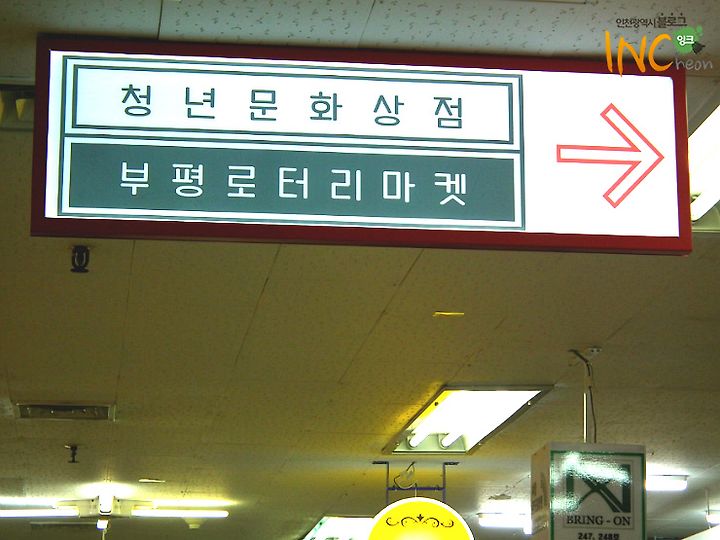 인천광역시블로그
INCheon
잉크
청년문화상점
부평로터리마켓
BRING-ON
247, 248호